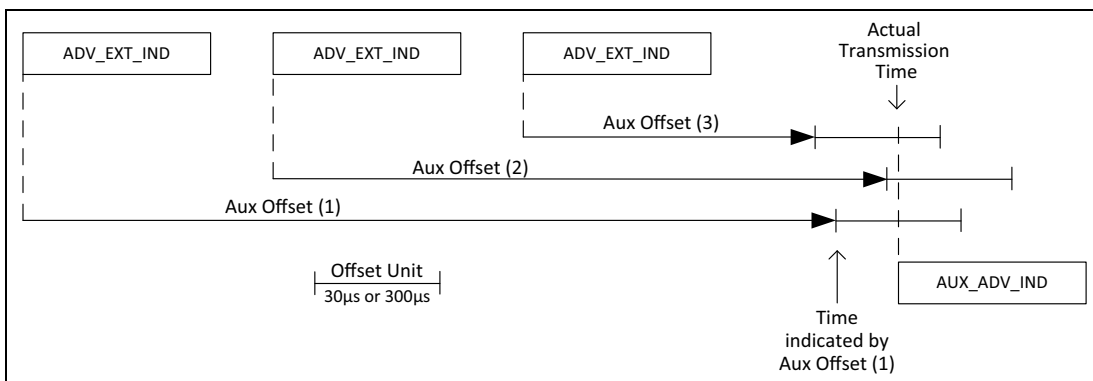 ADV_EXT_IND
ADV_EXT_IND
ADV_EXT_IND
Actual
Transmission
Time
Aux Offset (3)
Aux Offset (2)
Aux Offset (1)
Offset Unit
30µs or 300µs
AUX_ADV_IND
Time
indicated by
Aux Offset (1)